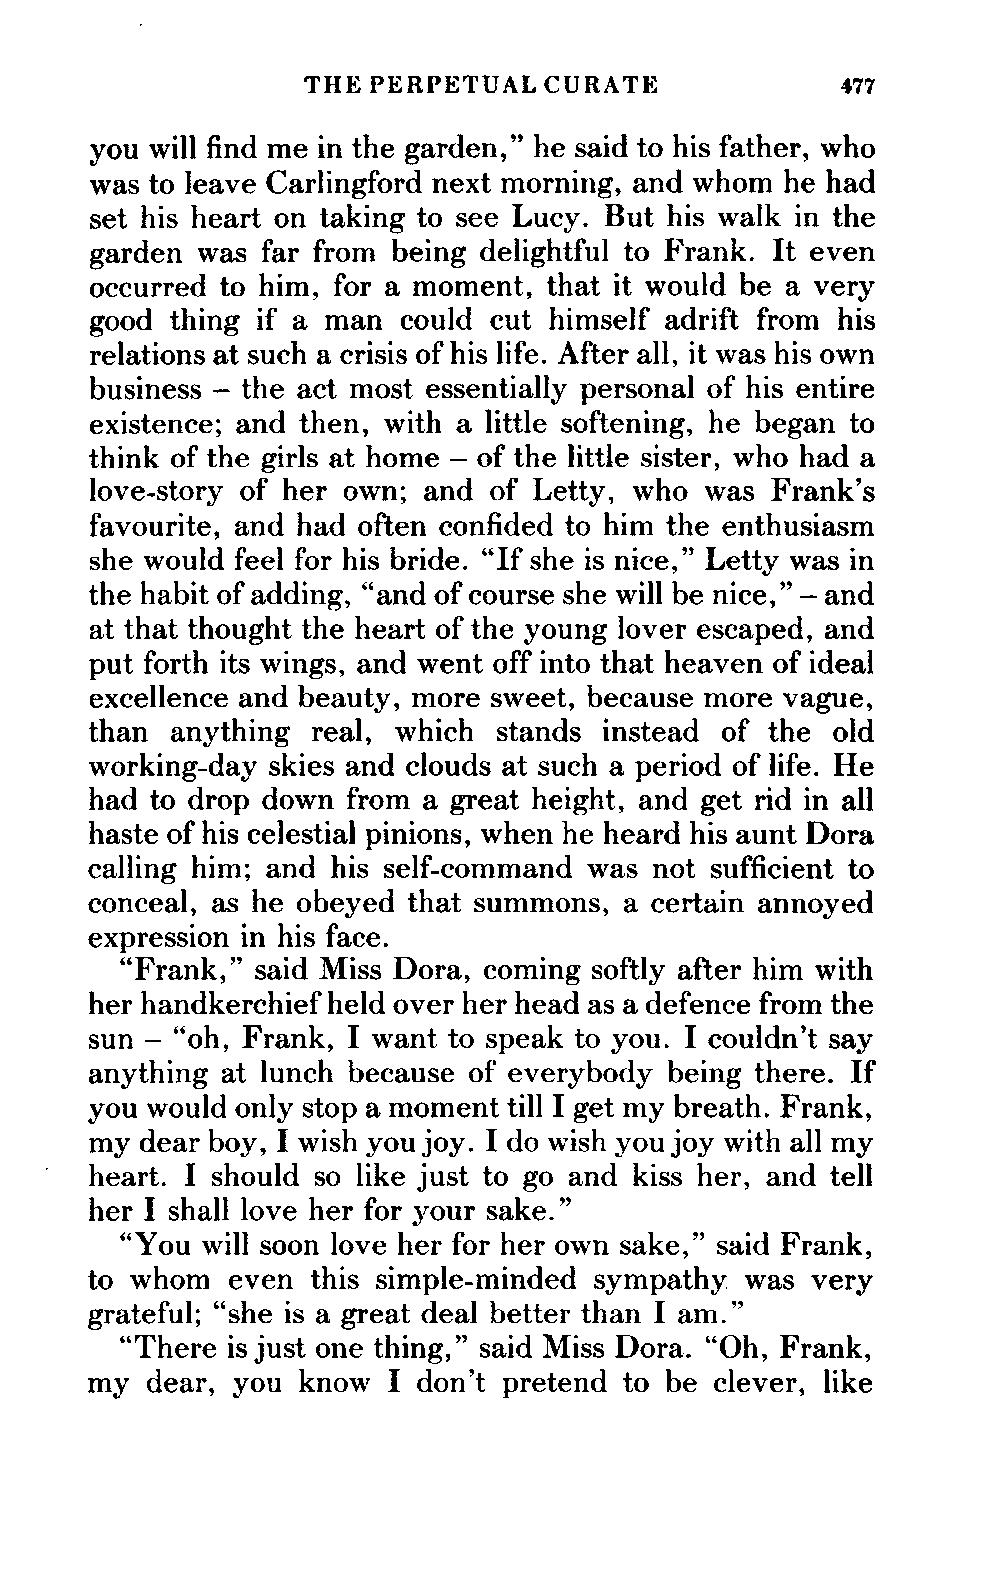 THE PERPETUAL CURATE 477
you will find me in the garden,” he said to his father, who
was to leave Carlingford next morning, and whom he had
set his heart on taking to see Lucy. But his walk in the
garden was far from being delightful to Frank. It even
occurred to him, for a moment, that it would be a very
good thing if a man could cut himself adrift from his
relations at such a crisis of his life. After all, it was his own
business – the act most essentially personal of his entire
existence; and then, with a little softening, he began to
think of the girls at home – of the little sister, who had a
love-story of her own; and of Letty, who was Frank’s
favourite, and had often confided to him the enthusiasm
she would feel for his bride. “If she is nice,” Letty was in
the habit of adding, “and of course she will be nice,” – and
at that thought the heart of the young lover escaped, and
put forth its wings, and went off into that heaven of ideal
excellence and beauty, more sweet, because more vague,
than anything real, which stands instead of the old
working-day skies and clouds at such a period of life. He
had to drop down from a great height, and get rid in all
haste of his celestial pinions, when he heard his aunt Dora
calling him; and his self-command was not sufficient to
conceal, as he obeyed that summons, a certain annoyed
expression in his face.
“Frank,” said Miss Dora, coming softly after him with
her handkerchief held over her head as a defence from the
sun – “oh, Frank, I want to speak to you. I couldn’t say
anything at lunch because of everybody being there. If
you would only stop a moment till I get my breath. Frank,
my dear boy, I wish you joy. I do wish you joy with all my
heart. I should so like just to go and kiss her, and tell
her I shall love her for your sake.”
“You will soon love her for her own sake,” said Frank,
to whom even this simple-minded sympathy was very
grateful; “she is a great deal better than I am.”
“There is just one thing,” said Miss Dora. “Oh, Frank,
my dear, you know I don’t pretend to be clever, like